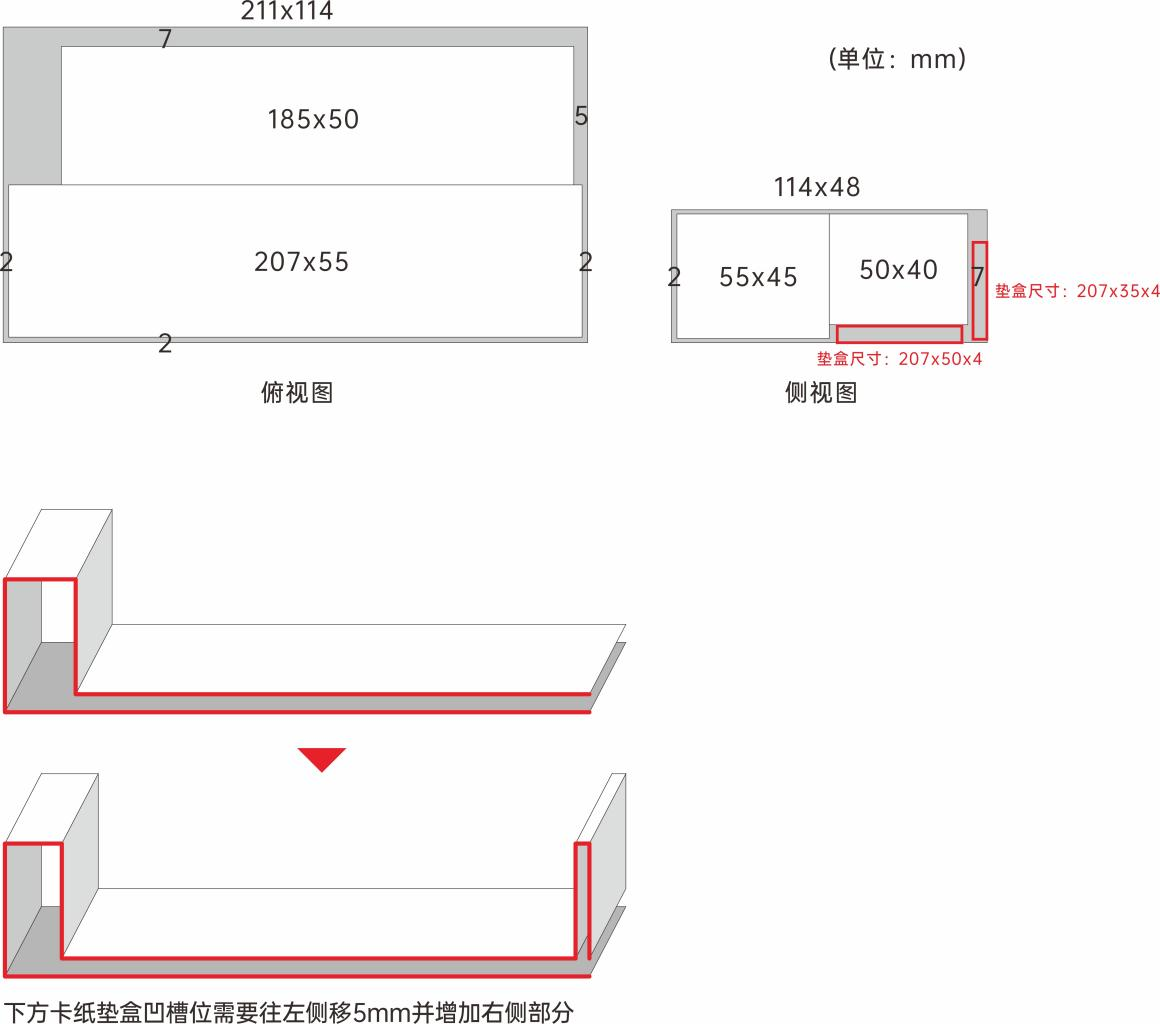 211x114
7
(单位：mm)
185x50
5
114x48
2
207x55
2
2
55x45
50x40
7
垫盒尺寸：207x35x4
2
垫盒尺寸：207x50x4
俯视图
侧视图
下方卡纸垫盒凹槽位需要往左侧移5mm并增加右侧部分